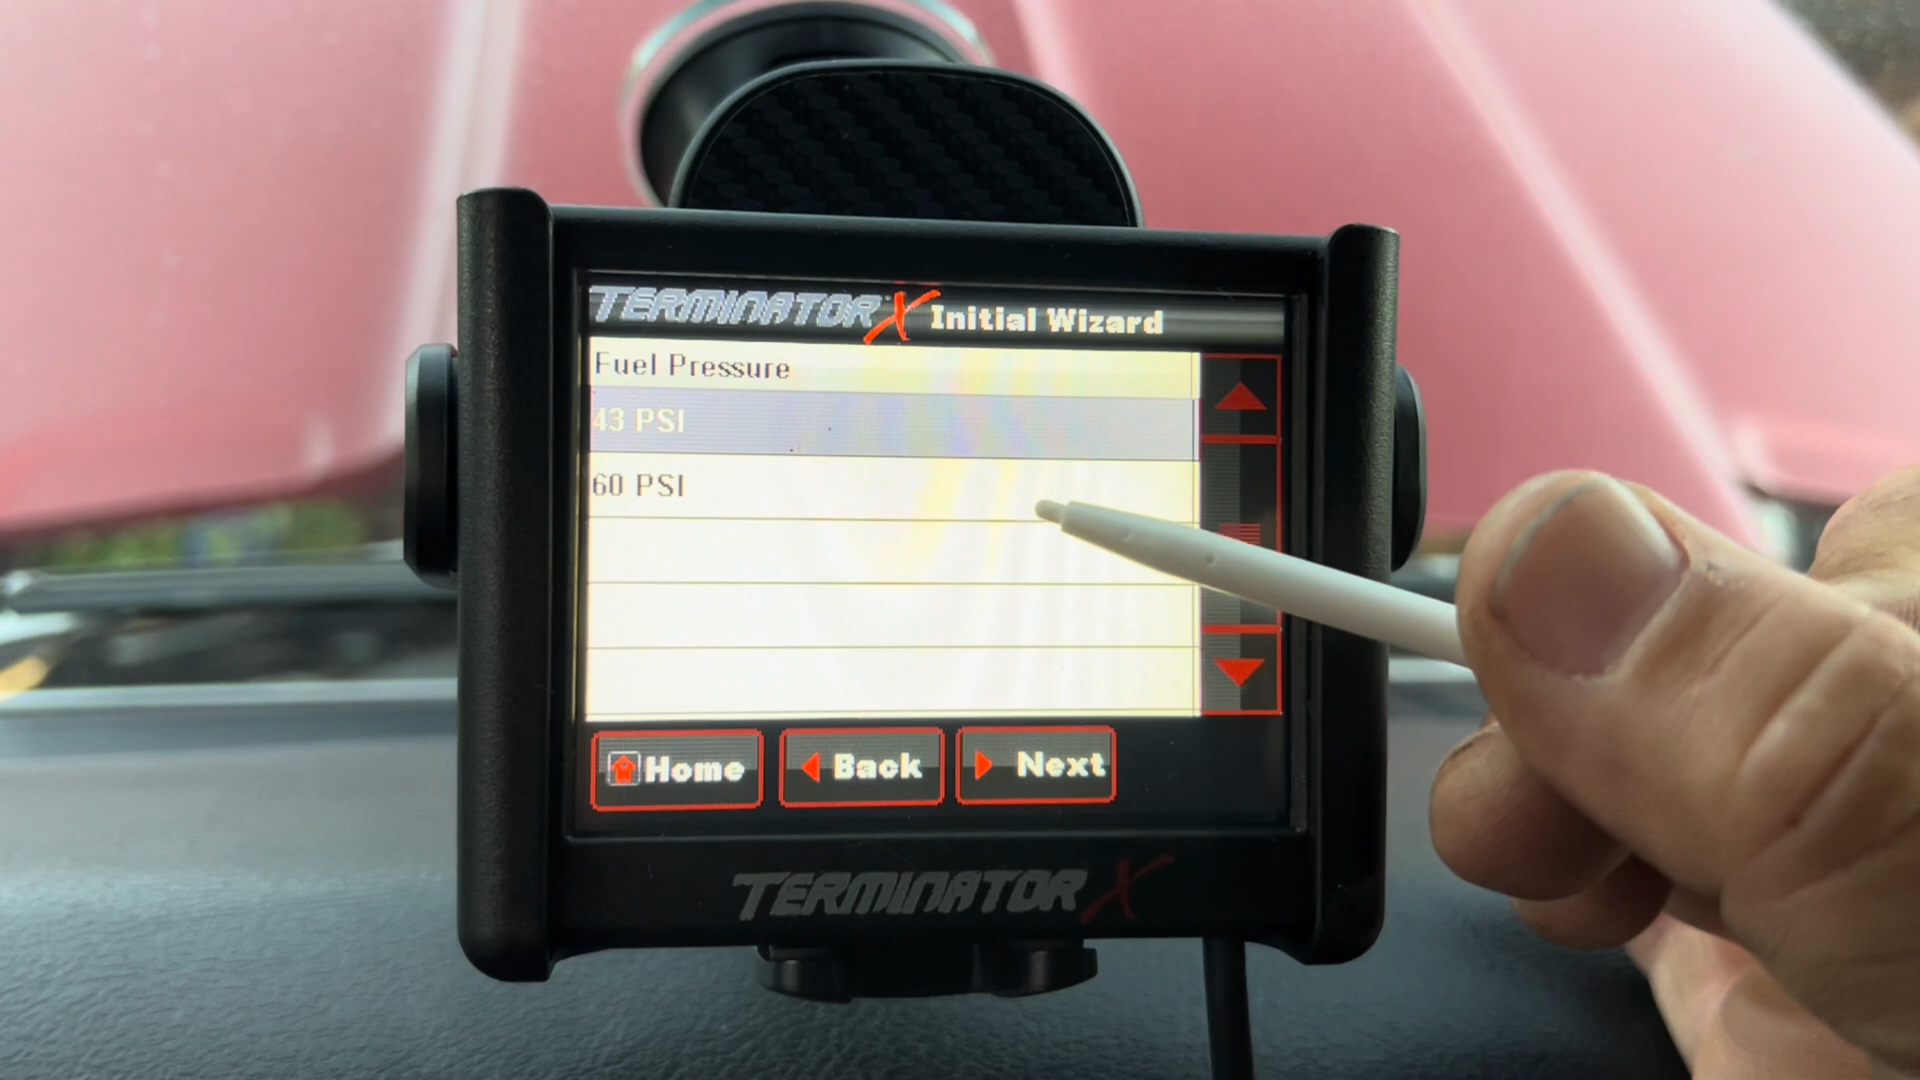 TERMINATOR X Initial Wizard
Fuel Pressure
43 PSI
60 PSI
Home Back Next
TERMINATOR X